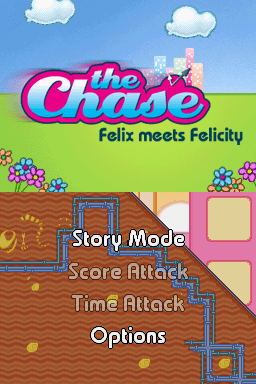 the
Chase
Felix meets Felicity
Story Mode
Score Attack
Time Attack
Options